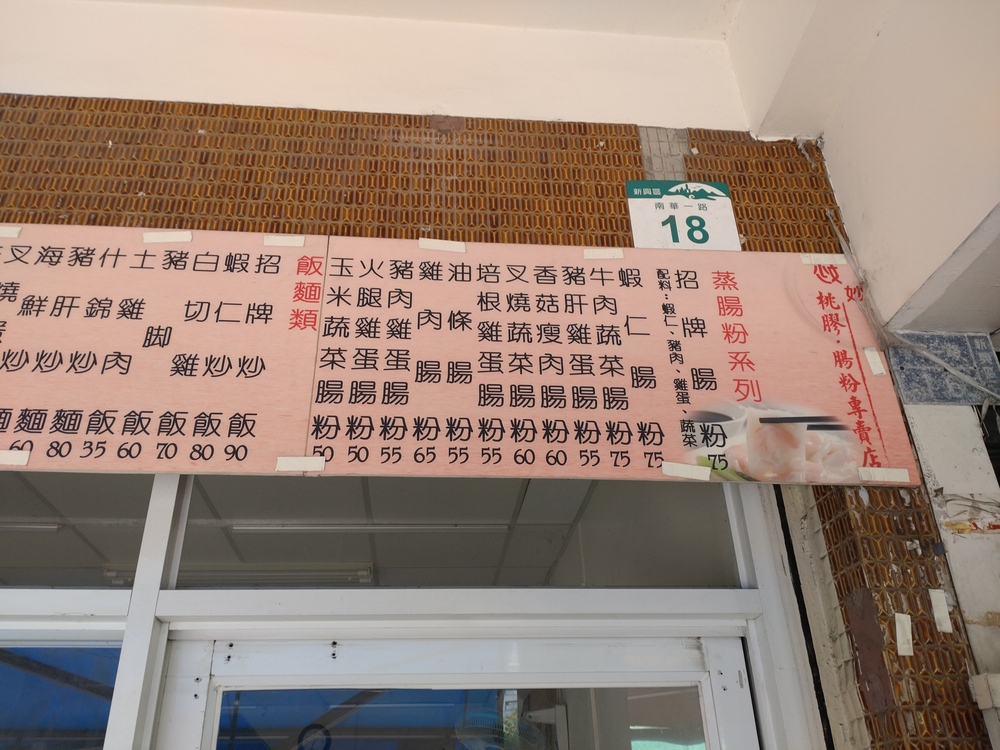 新興區
南華一路
18
妙妙
桃膠·腸粉專賣店
蒸腸粉系列
招牌腸粉 75
配料：蝦仁、豬肉、雞蛋、蔬菜
蝦仁腸粉 75
牛肉蔬菜腸粉 75
豬肝雞蛋腸粉 55
香菇瘦肉腸粉 60
叉燒蔬菜腸粉 60
培根雞蛋腸粉 55
油條腸粉 55
雞肉腸粉 55
豬肉雞蛋腸粉 65
火腿雞蛋腸粉 50
玉米蔬菜腸粉 50
飯麵類
招牌炒飯 90
蝦仁炒飯 80
白切雞飯 70
豬脚飯 60
土雞肉飯 35
什錦炒麵 80
豬肝炒麵 60
海鮮炒麵
叉燒